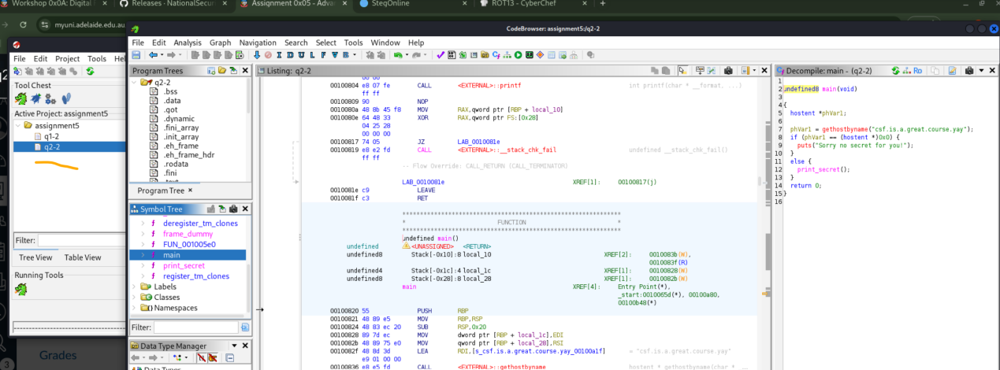 Workshop 0x0A: Digital
Releases · NationalSecur
Assignment 0x05 - Adva
StegOnline
ROT13 - CyberChef
myuni.adelaide.edu.au
CodeBrowser: assignment5:/q2-2
File Edit Analysis Graph Navigation Search Select Tools Window Help
File Edit Project Tools Hel
Tool Chest
Active Project: assignment5
assignment5
q1-2
q2-2
Filter:
Tree View Table View
Running Tools
Grades
Program Trees
q2-2
.bss
.data
.got
.dynamic
.fini_array
.init_array
.eh_frame
.eh_frame_hdr
.rodata
.fini
.text
Program Tree ×
Symbol Tree
f deregister_tm_clones
f frame_dummy
f FUN_001005e0
f main
f print_secret
f register_tm_clones
Labels
Classes
Namespaces
Filter:
Data Type Manager
Data Types
Listing: q2-2
00 00
00100804 e8 07 fe CALL <EXTERNAL>::printf int printf(char * __format, ...)
ff ff
00100809 90 NOP
0010080a 48 8b 45 f8 MOV RAX,qword ptr [RBP + local_10]
0010080e 64 48 33 XOR RAX,qword ptr FS:[0x28]
04 25 28
00 00 00
00100817 74 05 JZ LAB_0010081e
00100819 e8 e2 fd CALL <EXTERNAL>::__stack_chk_fail undefined __stack_chk_fail()
ff ff
-- Flow Override: CALL_RETURN (CALL_TERMINATOR)
LAB_0010081e XREF[1]: 00100817(j)
0010081e c9 LEAVE
0010081f c3 RET
**************************************************************
* FUNCTION *
**************************************************************
undefined main()
undefined <UNASSIGNED> <RETURN>
undefined8 Stack[-0x10]:8 local_10 XREF[2]: 0010083b(W),
0010083f(R)
undefined4 Stack[-0x1c]:4 local_1c XREF[1]: 00100828(W)
undefined8 Stack[-0x28]:8 local_28 XREF[1]: 0010082b(W)
main XREF[4]: Entry Point(*),
_start:0010065d(*), 00100a80,
00100b48(*)
00100820 55 PUSH RBP
00100821 48 89 e5 MOV RBP,RSP
00100824 48 83 ec 20 SUB RSP,0x20
00100828 89 7d ec MOV dword ptr [RBP + local_1c],EDI
0010082b 48 89 75 e0 MOV qword ptr [RBP + local_28],RSI
0010082f 48 8d 3d LEA RDI,[s_csf.is.a.great.course.yay_00100a1f] = "csf.is.a.great.course.yay"
e9 01 00 00
00100836 e8 e5 fd CALL <EXTERNAL>::gethostbyname hostent * gethostbyname(char * __
Decompile: main - (q2-2)
1
2 undefined8 main(void)
3
4 {
5 hostent *phVar1;
6
7 phVar1 = gethostbyname("csf.is.a.great.course.yay");
8 if (phVar1 == (hostent *)0x0) {
9 puts("Sorry no secret for you!");
10 }
11 else {
12 print_secret();
13 }
14 return 0;
15 }
16